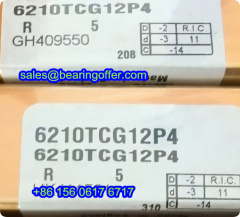 6210TCG12P4
R 5
GH409550
208
D -2 R.I.C.
d -3 11
C -14
sales@bearingoffer.com
6210TCG12P4
6210TCG12P4
R 5
D -2 R.I.C.
d -3 11
C -14
310
+86 156 0617 6717